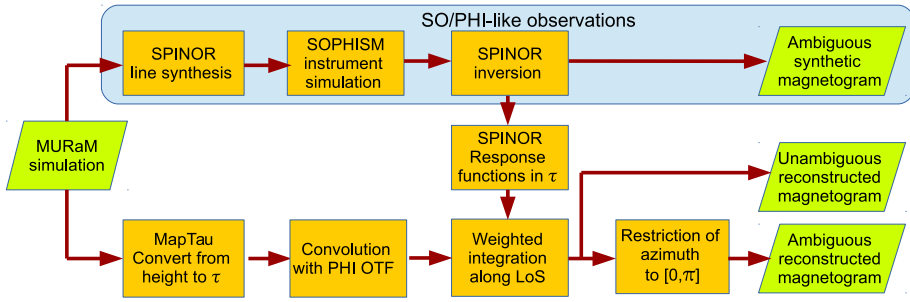 SO/PHI-like observations
SPINOR
line synthesis
SOPHISM
instrument
simulation
SPINOR
inversion
Ambiguous
synthetic
magnetogram
MURaM
simulation
SPINOR
Response
functions in τ
Unambiguous
reconstructed
magnetogram
MapTau
Convert from
height to τ
Convolution
with PHI OTF
Weighted
integration
along LoS
Restriction of
azimuth
to [0,π]
Ambiguous
reconstructed
magnetogram